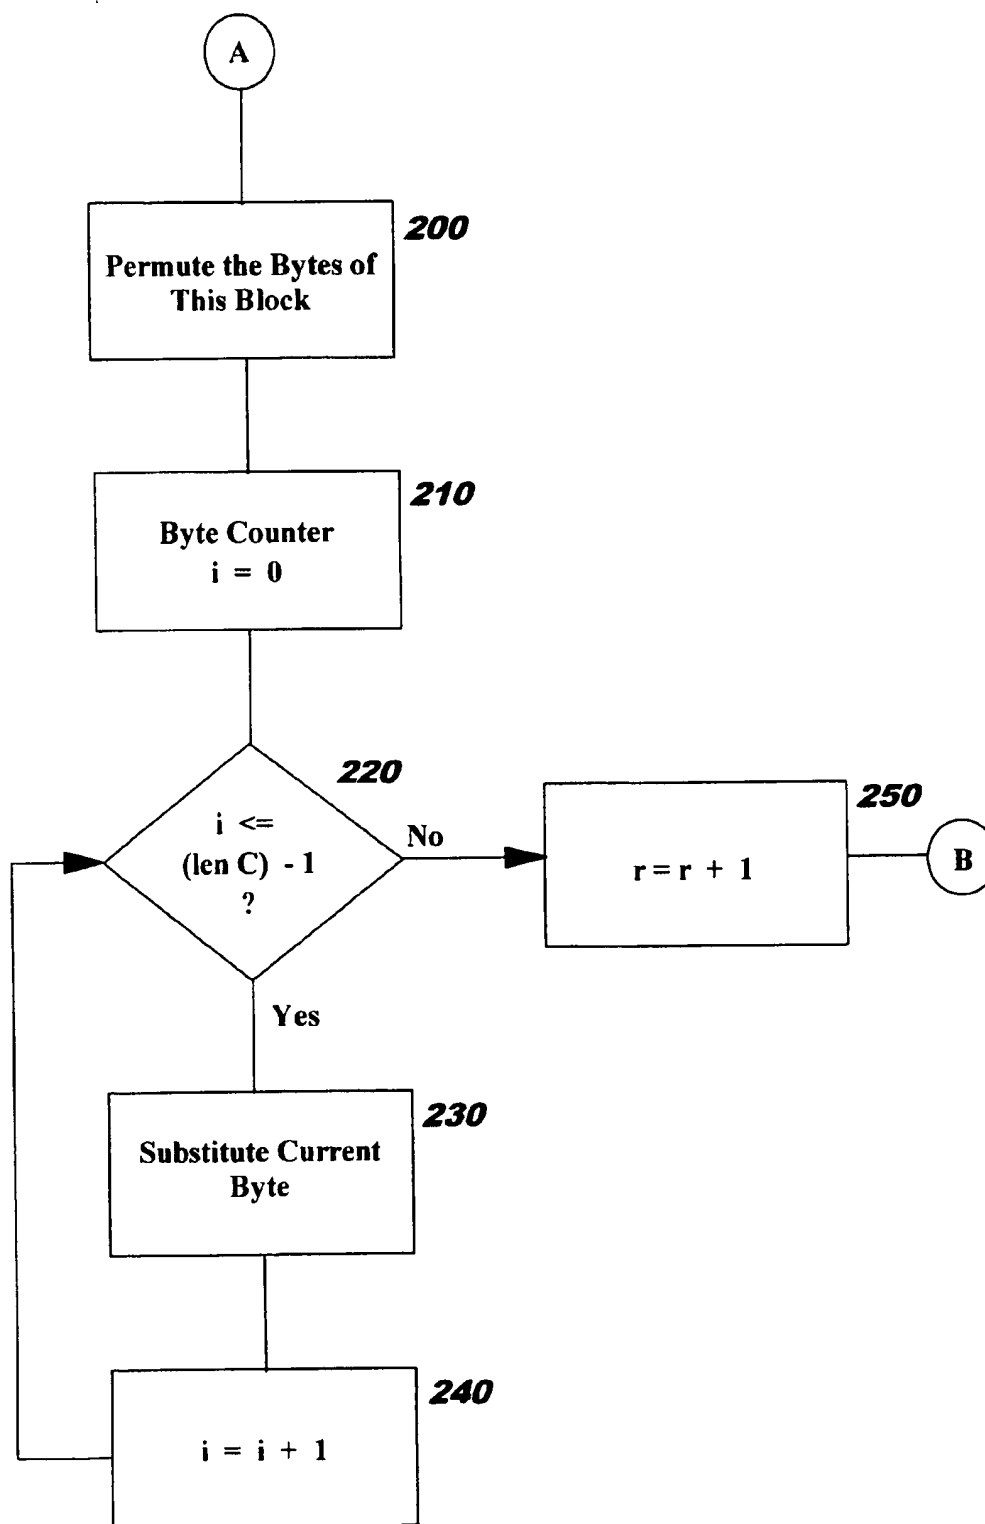 A
200
Permute the Bytes of
This Block
210
Byte Counter
i = 0
220
i <=
(len C) - 1
?
No
250
r = r + 1
B
Yes
230
Substitute Current
Byte
240
i = i + 1